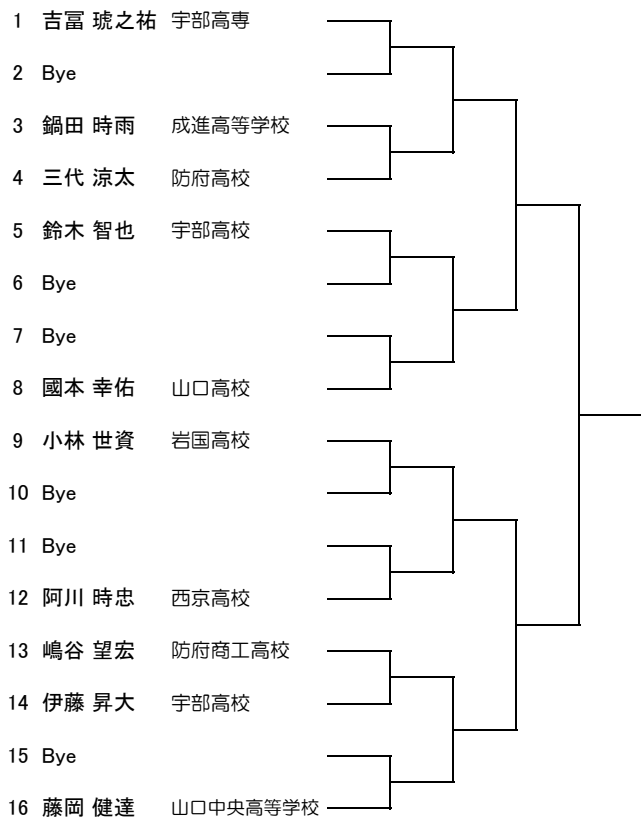 1 吉冨 琥之祐 宇部高専
2 Bye
3 鍋田 時雨 成進高等学校
4 三代 涼太 防府高校
5 鈴木 智也 宇部高校
6 Bye
7 Bye
8 國本 幸佑 山口高校
9 小林 世資 岩国高校
10 Bye
11 Bye
12 阿川 時忠 西京高校
13 嶋谷 望宏 防府商工高校
14 伊藤 昇大 宇部高校
15 Bye
16 藤岡 健達 山口中央高等学校